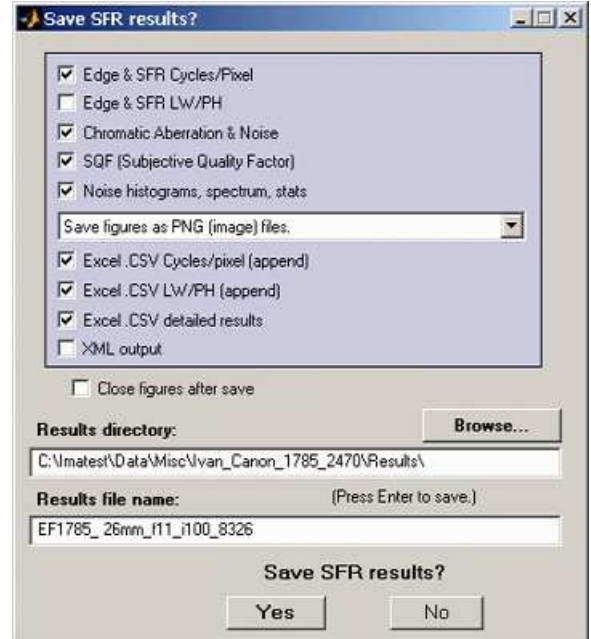 Save SFR results?
Edge & SFR Cycles/Pixel
Edge & SFR LW/PH
Chromatic Aberration & Noise
SQF (Subjective Quality Factor)
Noise histograms, spectrum, stats
Save figures as PNG (image) files.
Excel .CSV Cycles/pixel (append)
Excel .CSV LW/PH (append)
Excel .CSV detailed results
XML output
Close figures after save
Results directory: Browse...
C:\Imatest\Data\Misc\Ivan_Canon_1785_2470\Results\
Results file name: (Press Enter to save.)
EF1785_ 26mm_f11_i100_8326
Save SFR results?
Yes No